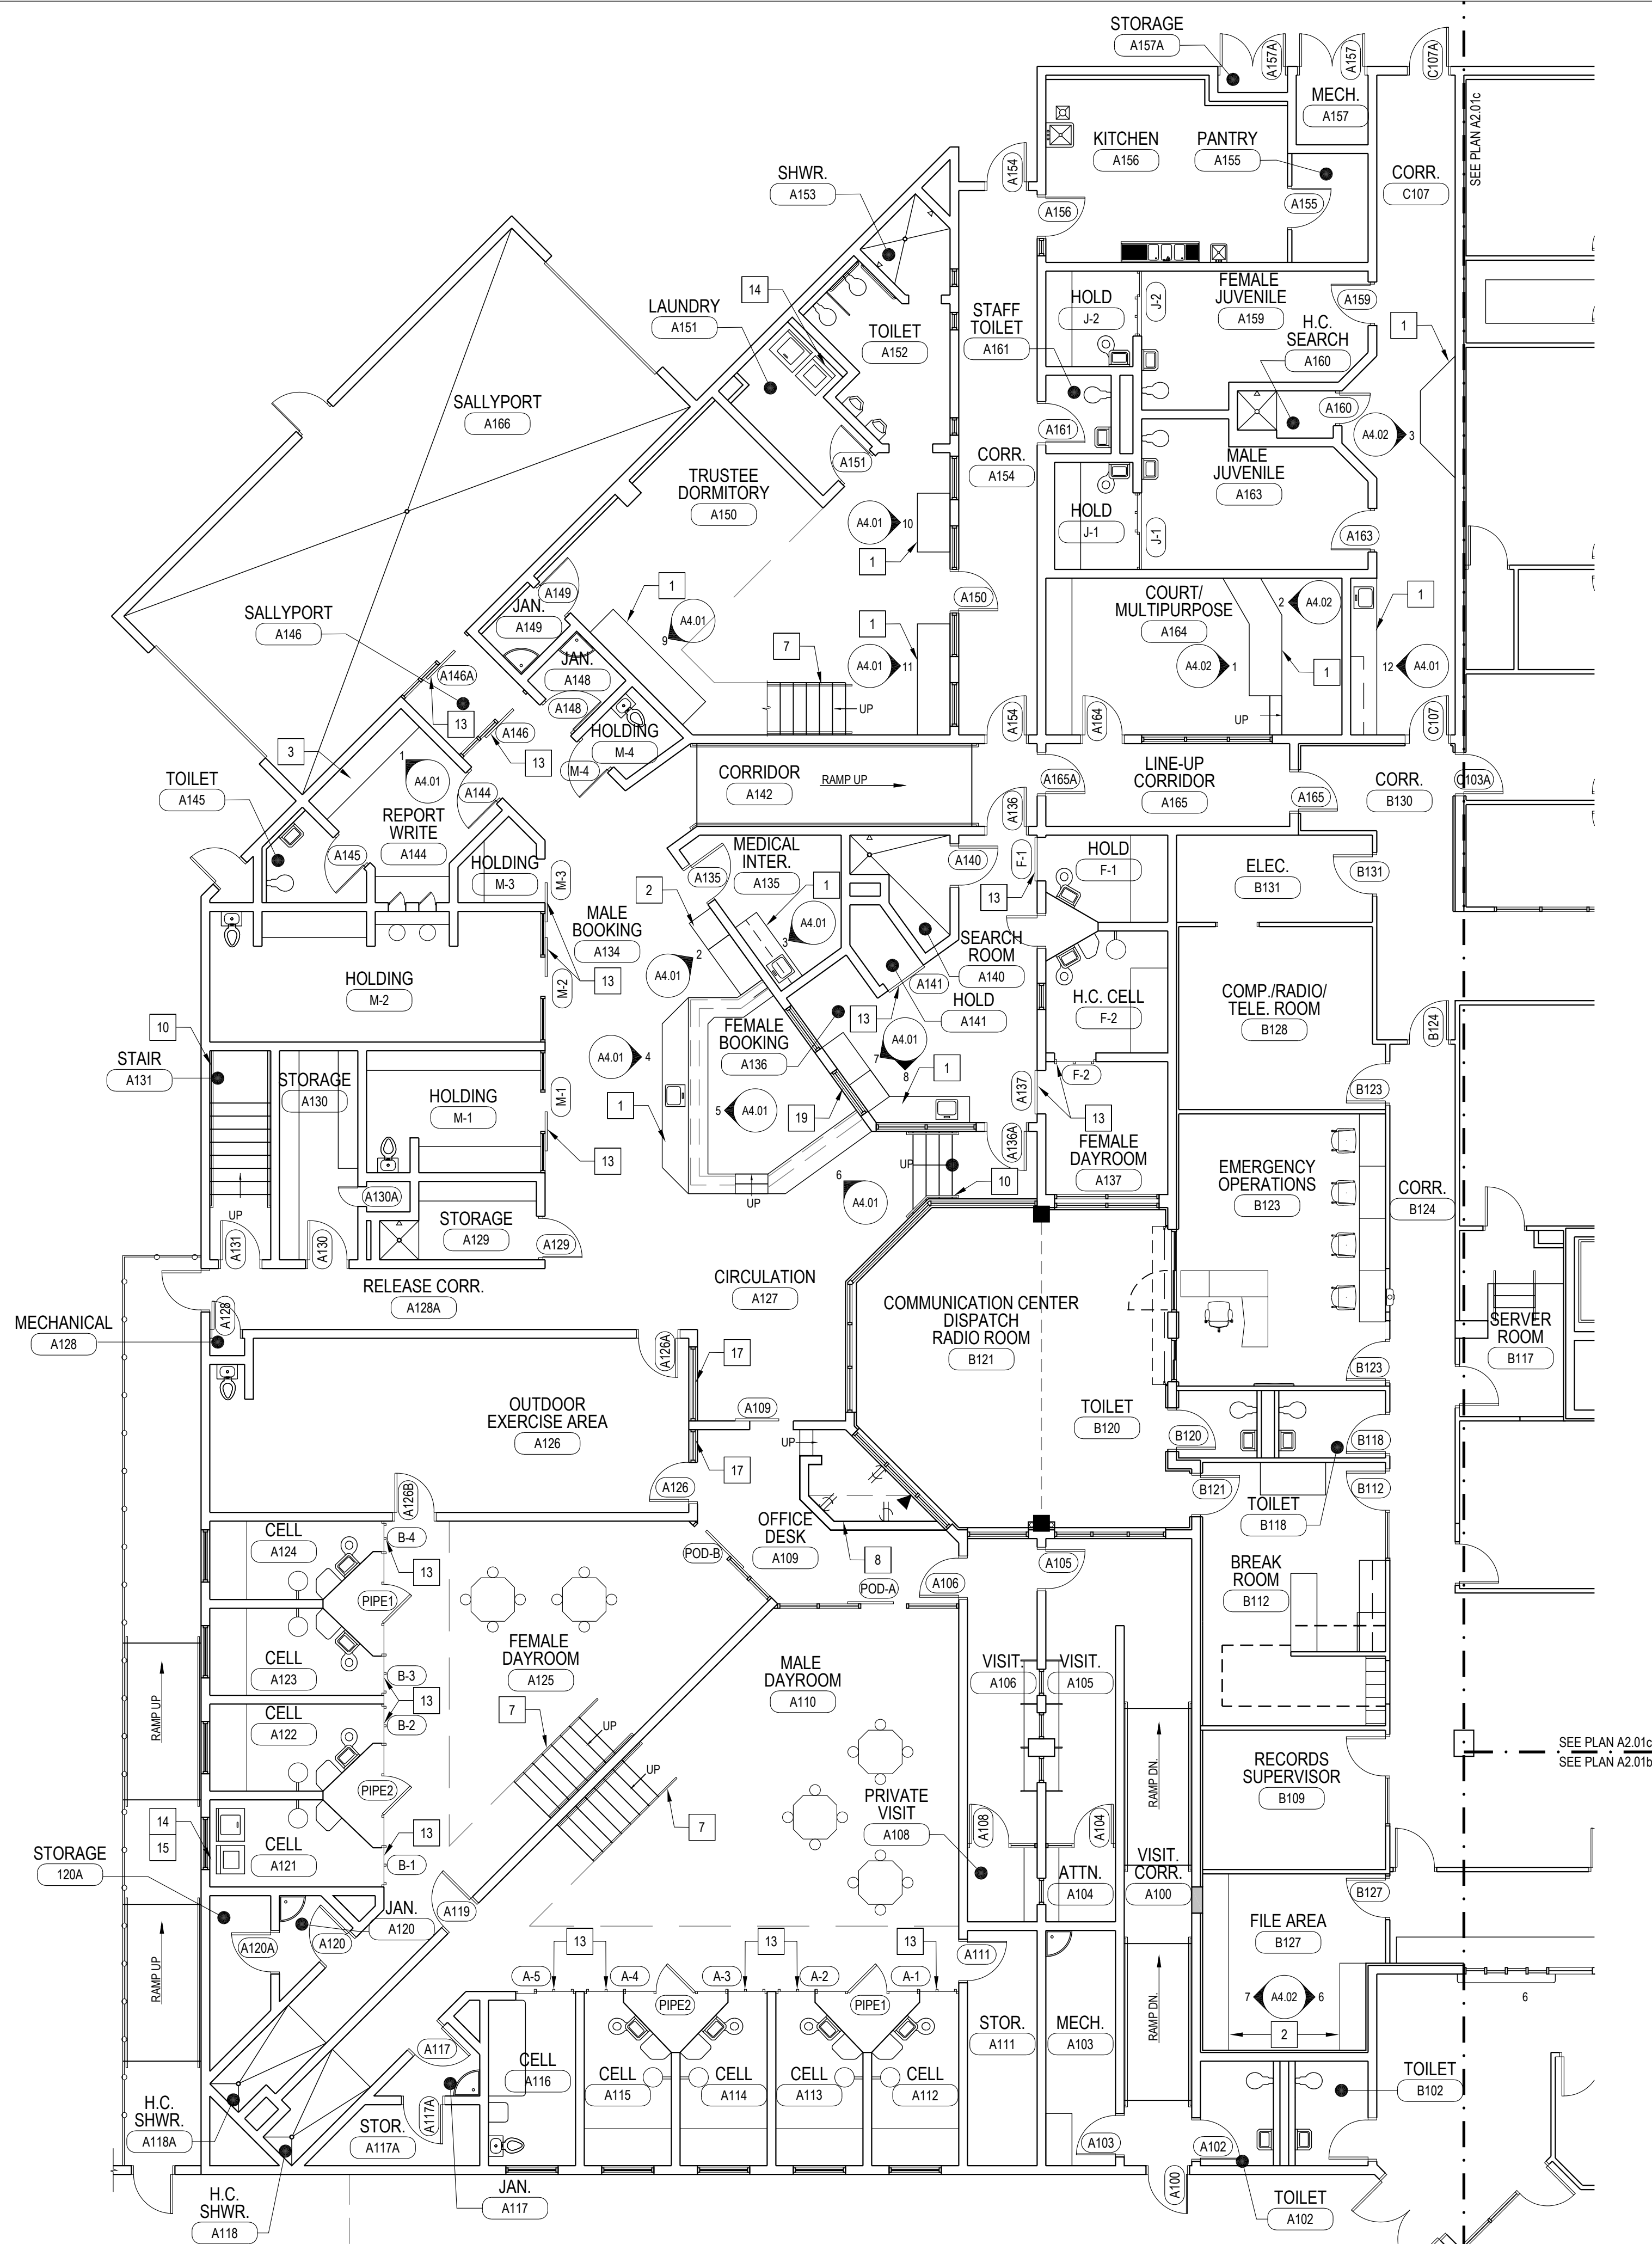 STORAGE
A157A
A157A
A157
C107A
MECH.
A157
SEE PLAN A2.01c
KITCHEN
A156
PANTRY
A155
CORR.
C107
A154
SHWR.
A153
A156
A155
14
LAUNDRY
A151
TOILET
A152
STAFF
TOILET
A161
HOLD
J-2
J-2
FEMALE
JUVENILE
A159
A159
H.C.
SEARCH
A160
1
A160
A4.02
3
SALLYPORT
A166
A161
A151
CORR.
A154
MALE
JUVENILE
A163
TRUSTEE
DORMITORY
A150
HOLD
J-1
J-1
A163
A4.01
10
1
A149
JAN.
A149
1
A4.01
9
A150
COURT/
MULTIPURPOSE
A164
2
A4.02
1
SALLYPORT
A146
1
7
A4.01
11
A4.02
1
12
A4.01
JAN.
A148
1
A146A
13
A148
UP
A154
A164
UP
C107
A146
HOLDING
M-4
3
1
A4.01
13
M-4
CORRIDOR
A142
RAMP UP
A165A
LINE-UP
CORRIDOR
A165
A165
CORR.
B130
C103A
TOILET
A145
A144
REPORT
WRITE
A144
A136
A145
HOLDING
M-3
M-3
MEDICAL
INTER.
A135
A135
1
A140
F-1
HOLD
F-1
ELEC.
B131
B131
2
13
MALE
BOOKING
A134
A4.01
3
2
A4.01
SEARCH
ROOM
A140
HOLDING
M-2
M-2
13
A141
HOLD
A141
H.C. CELL
F-2
COMP./RADIO/
TELE. ROOM
B128
10
FEMALE
BOOKING
A136
13
A4.01
7
8
B124
STAIR
A131
A4.01
4
STORAGE
A130
HOLDING
M-1
M-1
1
A4.01
5
19
1
A137
F-2
13
B123
13
A136A
FEMALE
DAYROOM
A137
EMERGENCY
OPERATIONS
B123
UP
A130A
UP
6
A4.01
10
CORR.
B124
UP
A131
A130
STORAGE
A129
A129
RELEASE CORR.
A128A
CIRCULATION
A127
COMMUNICATION CENTER
DISPATCH
RADIO ROOM
B121
MECHANICAL
A128
A128
SERVER
ROOM
B117
A126A
17
B123
OUTDOOR
EXERCISE AREA
A126
A109
TOILET
B120
UP
B120
B118
17
A126
A126B
B121
B112
TOILET
B118
CELL
A124
B-4
OFFICE
DESK
A109
POD-B
8
A105
13
POD-A
A106
BREAK
ROOM
B112
PIPE1
FEMALE
DAYROOM
A125
CELL
A123
MALE
DAYROOM
A110
VISIT.
A106
VISIT.
A105
B-3
13
B-2
CELL
A122
7
UP
UP
RAMP UP
SEE PLAN A2.01c
SEE PLAN A2.01b
RECORDS
SUPERVISOR
B109
PIPE2
RAMP DN.
PRIVATE
VISIT
A108
7
14
15
13
CELL
A121
B-1
A108
A104
STORAGE
120A
ATTN.
A104
VISIT.
CORR.
A100
B127
JAN.
A120
A119
FILE AREA
B127
A120A
A120
13
13
13
A111
RAMP UP
A-5
A-4
A-3
A-2
A-1
PIPE2
PIPE1
7
A4.02
6
6
STOR.
A111
MECH.
A103
RAMP DN.
2
A117
CELL
A116
CELL
A115
CELL
A114
CELL
A113
CELL
A112
TOILET
B102
H.C.
SHWR.
A118A
A117A
STOR.
A117A
A103
A102
A100
JAN.
A117
H.C.
SHWR.
A118
TOILET
A102